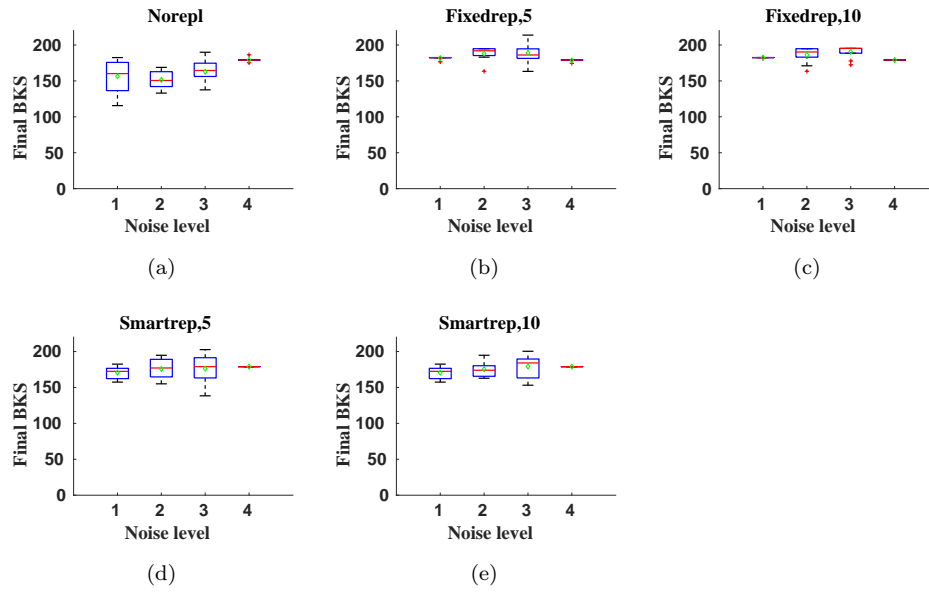 Norepl
Final BKS
200
150
100
50
0
1 2 3 4
Noise level
(a)
Fixedrep,5
Final BKS
200
150
100
50
0
1 2 3 4
Noise level
(b)
Fixedrep,10
Final BKS
200
150
100
50
0
1 2 3 4
Noise level
(c)
Smartrep,5
Final BKS
200
150
100
50
0
1 2 3 4
Noise level
(d)
Smartrep,10
Final BKS
200
150
100
50
0
1 2 3 4
Noise level
(e)